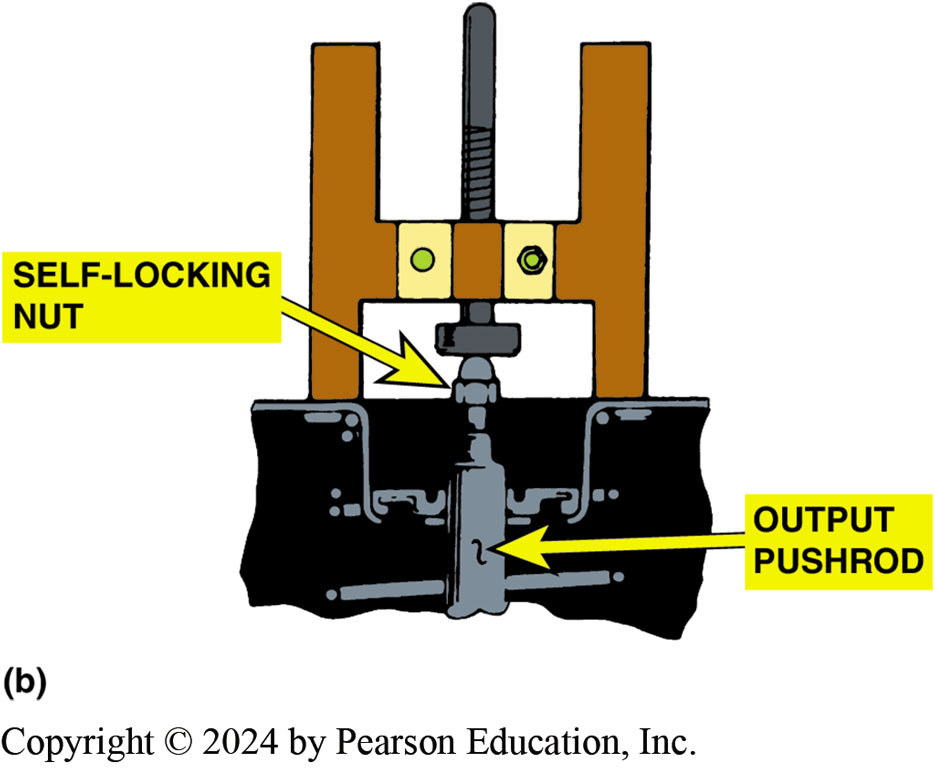 SELF-LOCKING
NUT
OUTPUT
PUSHROD
(b)
Copyright © 2024 by Pearson Education, Inc.